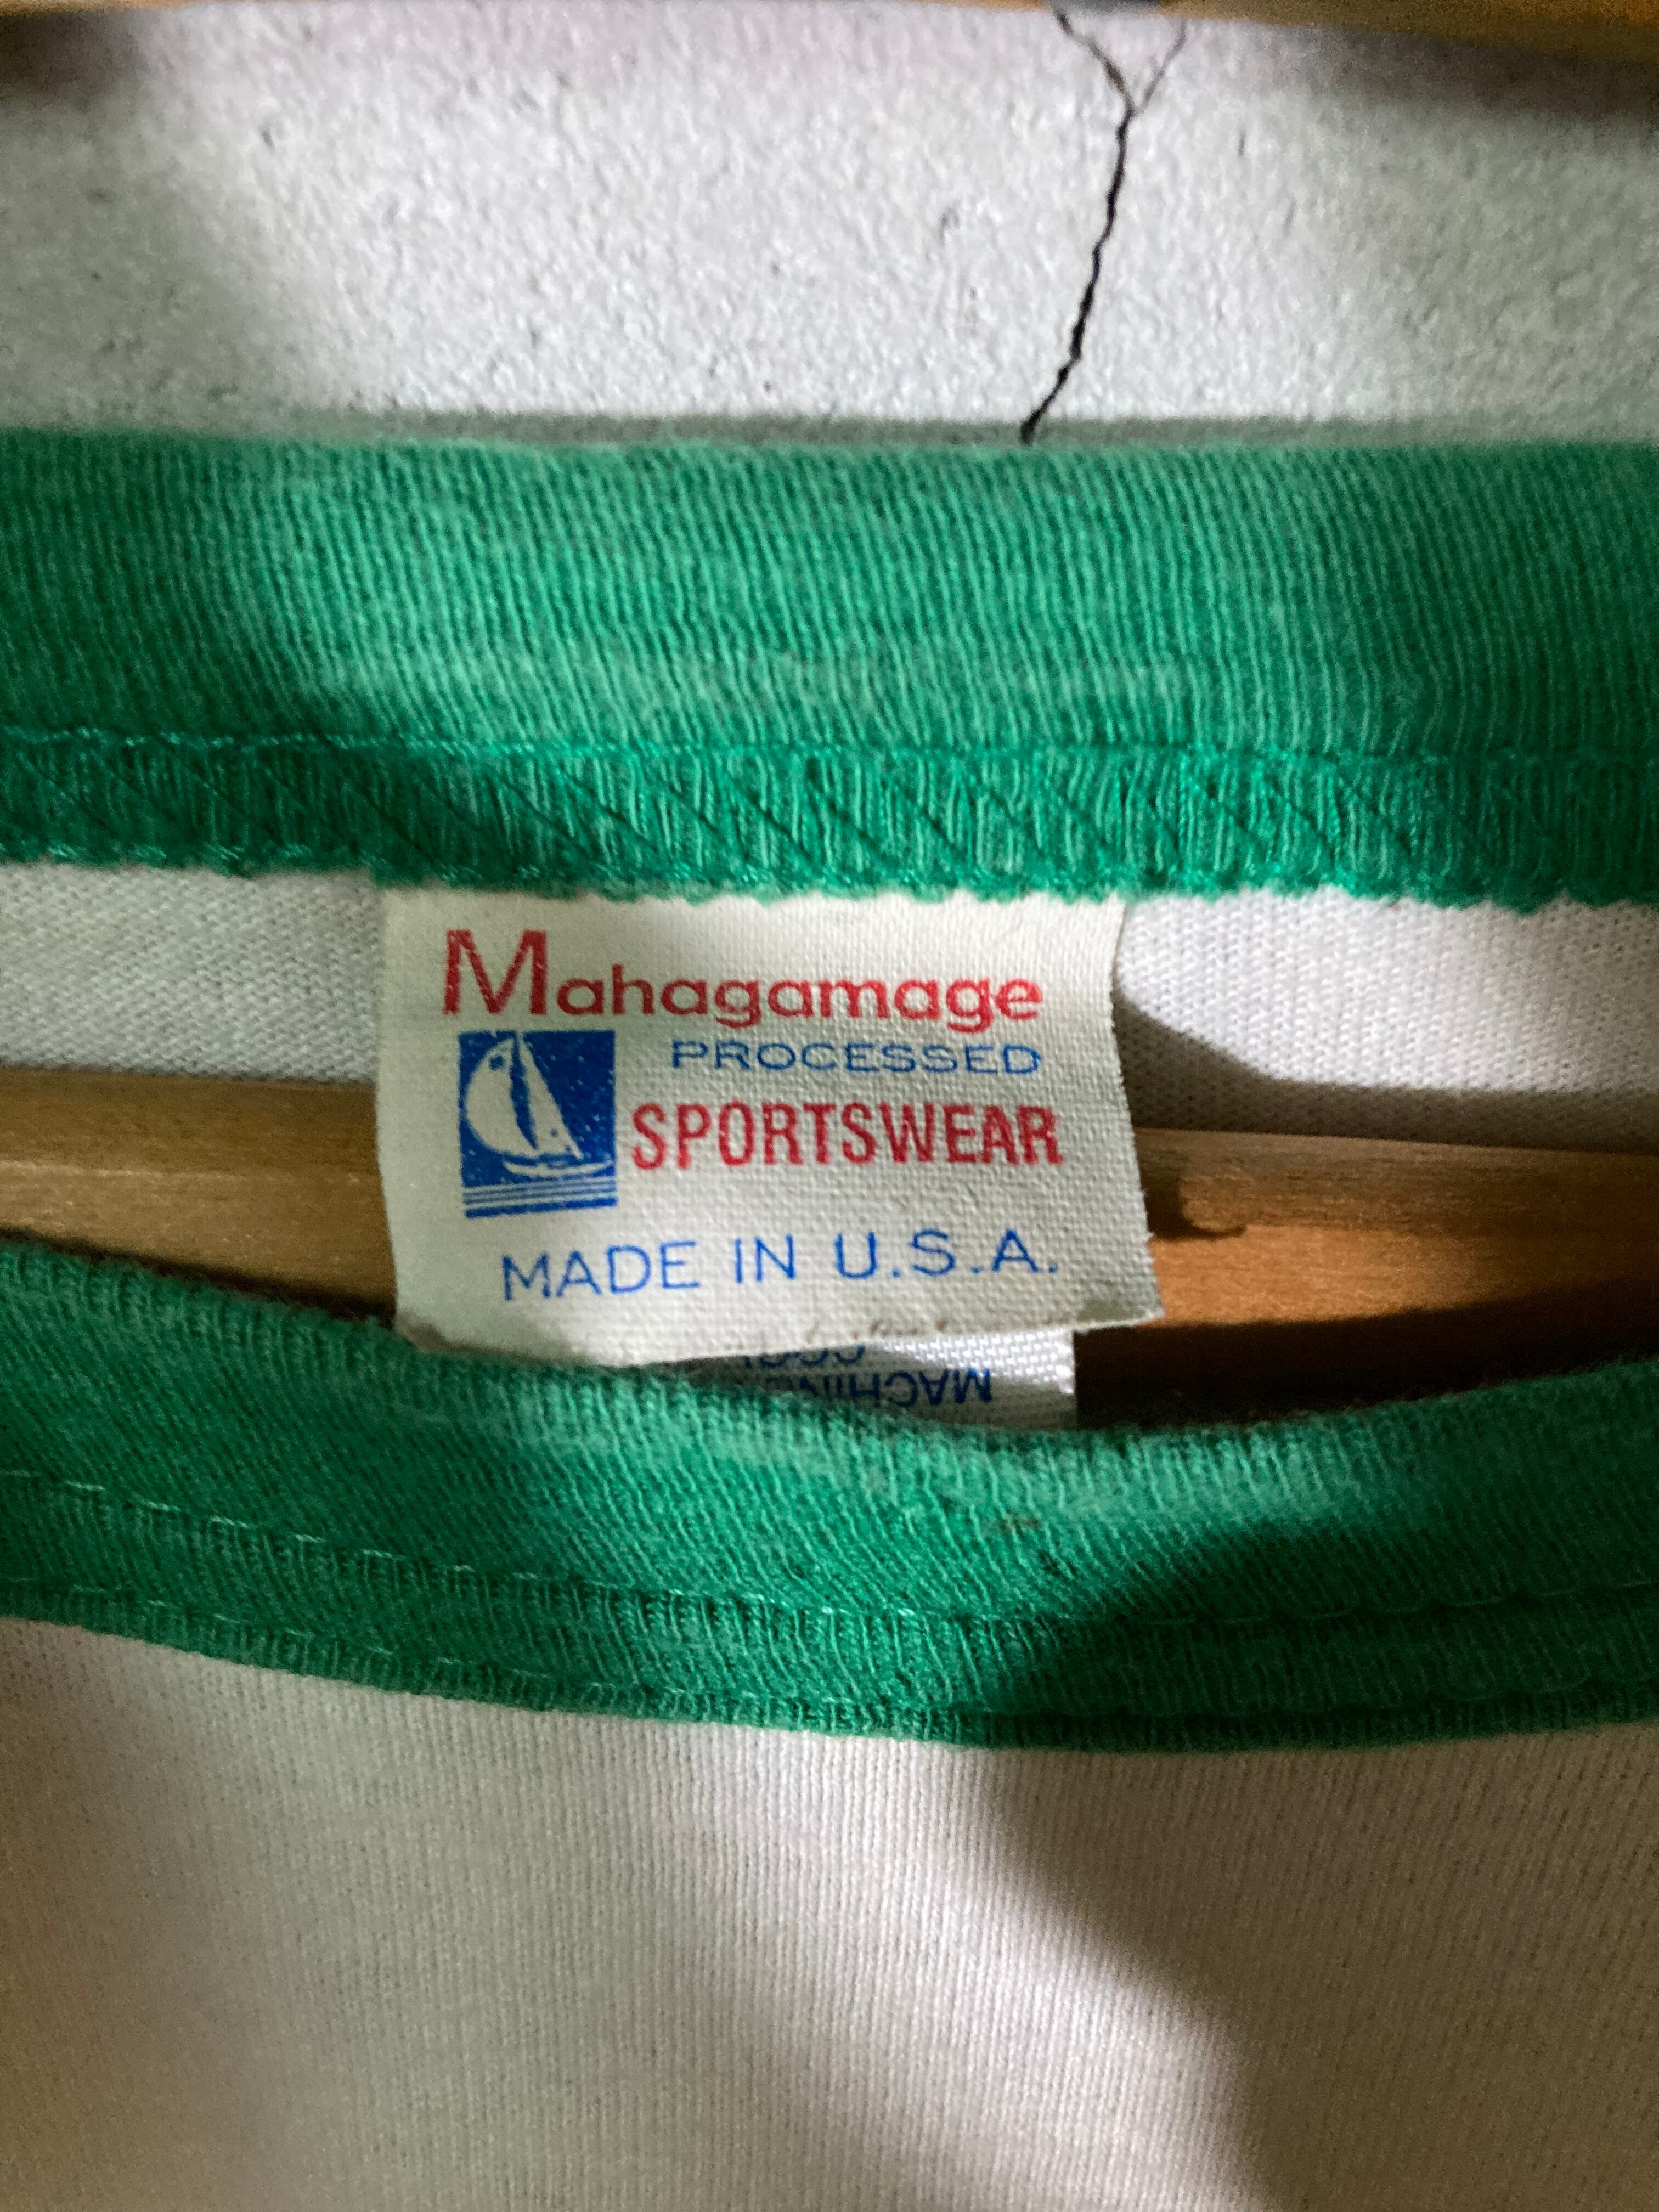 Mahagamage
PROCESSED
SPORTSWEAR
MADE IN U.S.A.